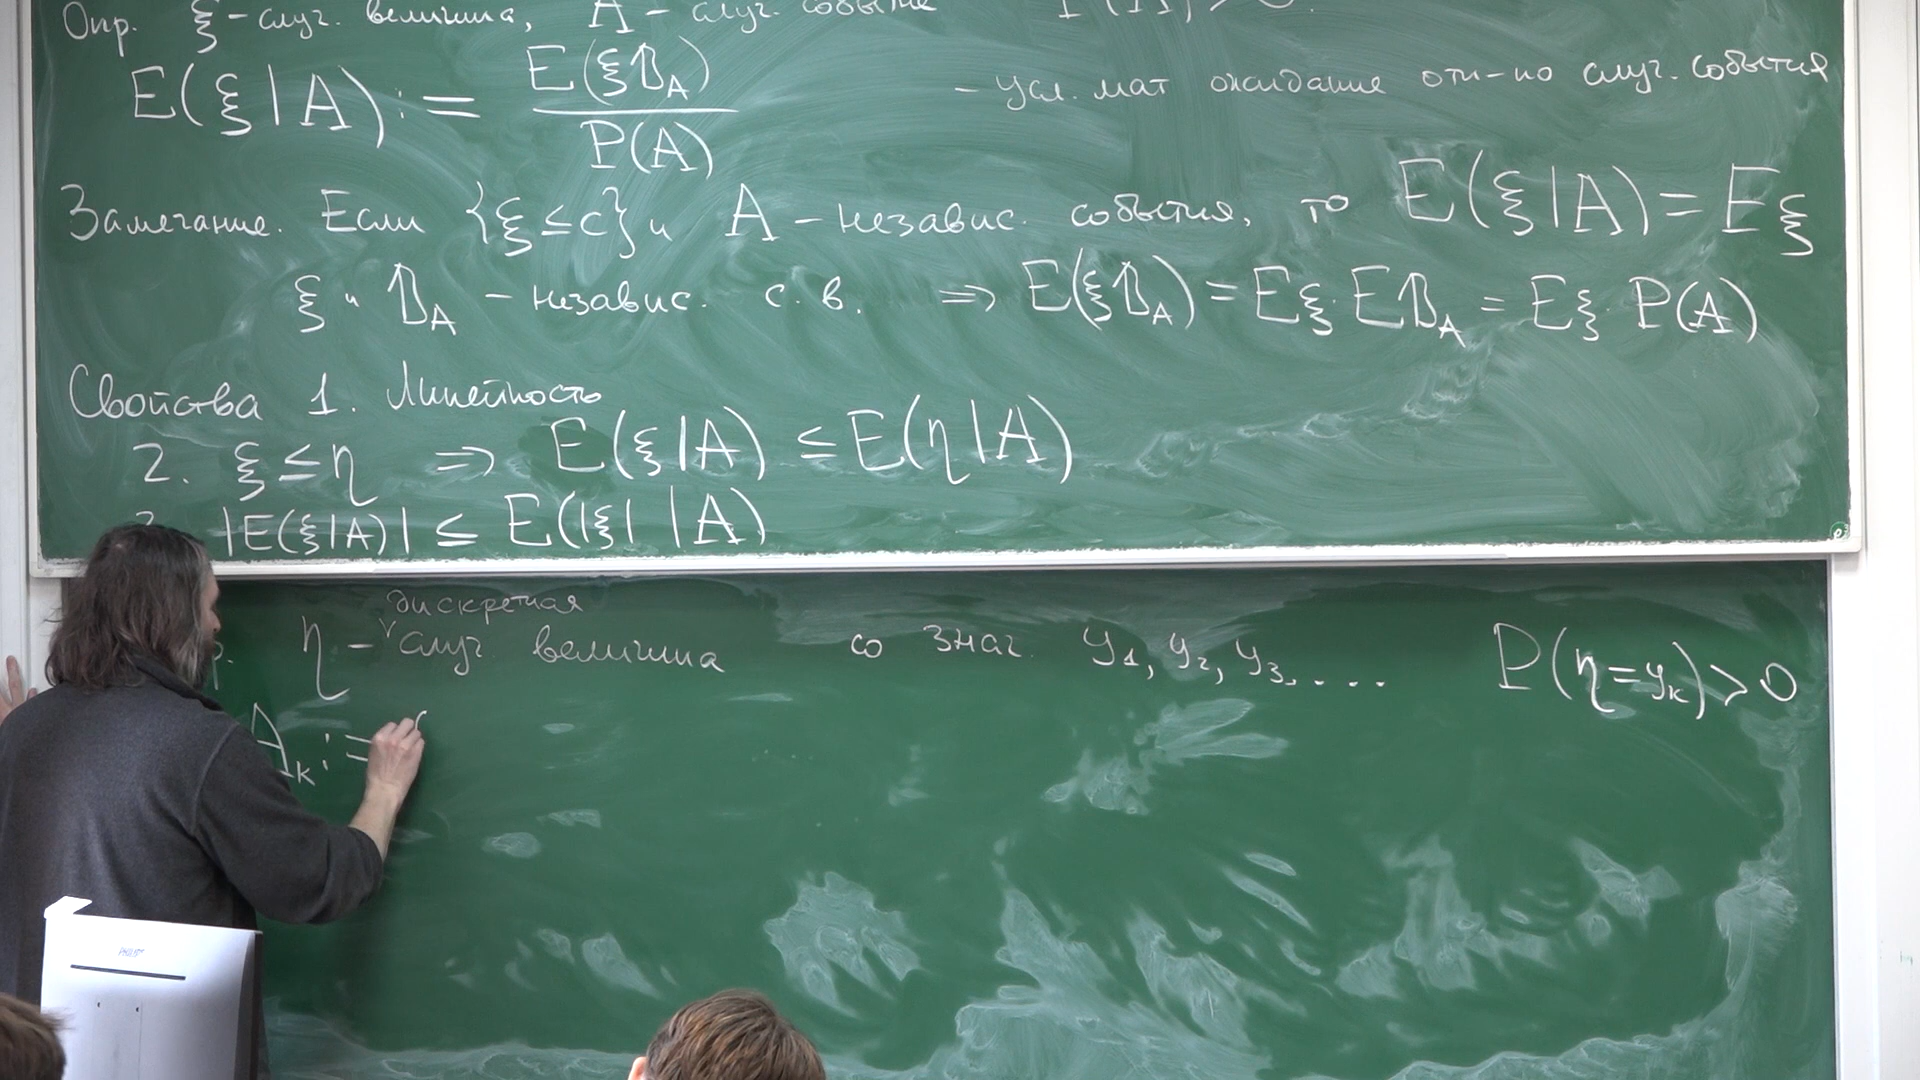 Опр. ξ - случ. величина, A - случ. событие P(A) > 0.
E(ξ|A) := E(ξ𝟙_A) / P(A) - усл. мат ожидание отн-но случ. события
Замечание. Если {ξ ≤ c} и A - независ. события, то E(ξ|A) = Eξ
ξ и 𝟙_A - независ. с. в. ⇒ E(ξ𝟙_A) = Eξ·E𝟙_A = Eξ·P(A)
Свойства 1. Линейность
2. ξ ≤ η ⇒ E(ξ|A) ≤ E(η|A)
3. |E(ξ|A)| ≤ E(|ξ| |A)
дискретная
р. η - ∨ случ. величина со знач. y₁, y₂, y₃, .... P(η = y_k) > 0
A_k :=